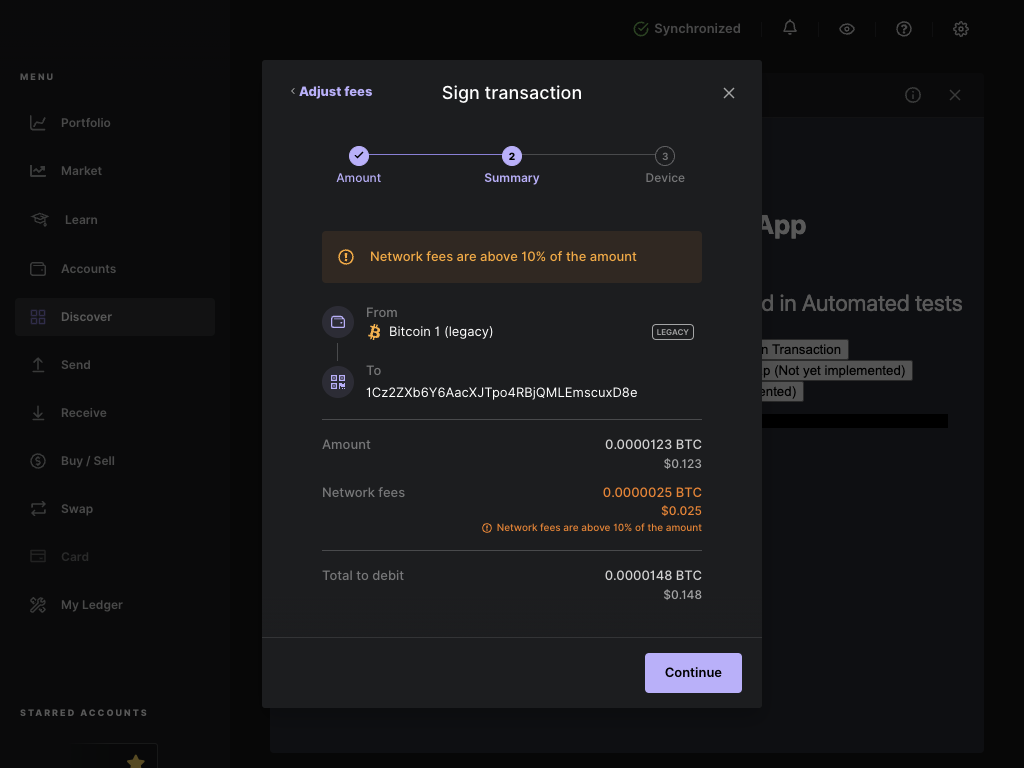 Synchronized
MENU
Portfolio
Market
Learn
Accounts
Discover
Send
Receive
Buy / Sell
Swap
Card
My Ledger
STARRED ACCOUNTS
Adjust fees
Sign transaction
2
3
Amount
Summary
Device
Network fees are above 10% of the amount
From
Bitcoin 1 (legacy)
LEGACY
To
1Cz2ZXb6Y6AacXJTpo4RBjQMLEmscuxD8e
Amount
0.0000123 BTC
$0.123
Network fees
0.0000025 BTC
$0.025
Network fees are above 10% of the amount
Total to debit
0.0000148 BTC
$0.148
Continue
App
d in Automated tests
n Transaction
p (Not yet implemented)
ented)